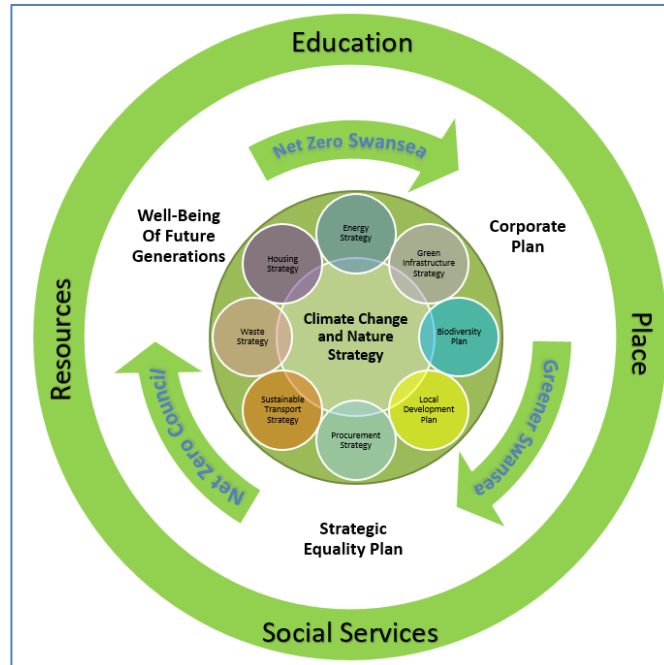 Education
Net Zero Swansea
Well-Being
Of Future
Generations
Corporate
Plan
Energy
Strategy
Housing
Strategy
Green
Infrastructure
Strategy
Resources
Place
Waste
Strategy
Climate Change
and Nature
Strategy
Biodiversity
Plan
Sustainable
Transport
Strategy
Local
Development
Plan
Procurement
Strategy
Net Zero Council
Greener Swansea
Strategic
Equality Plan
Social Services